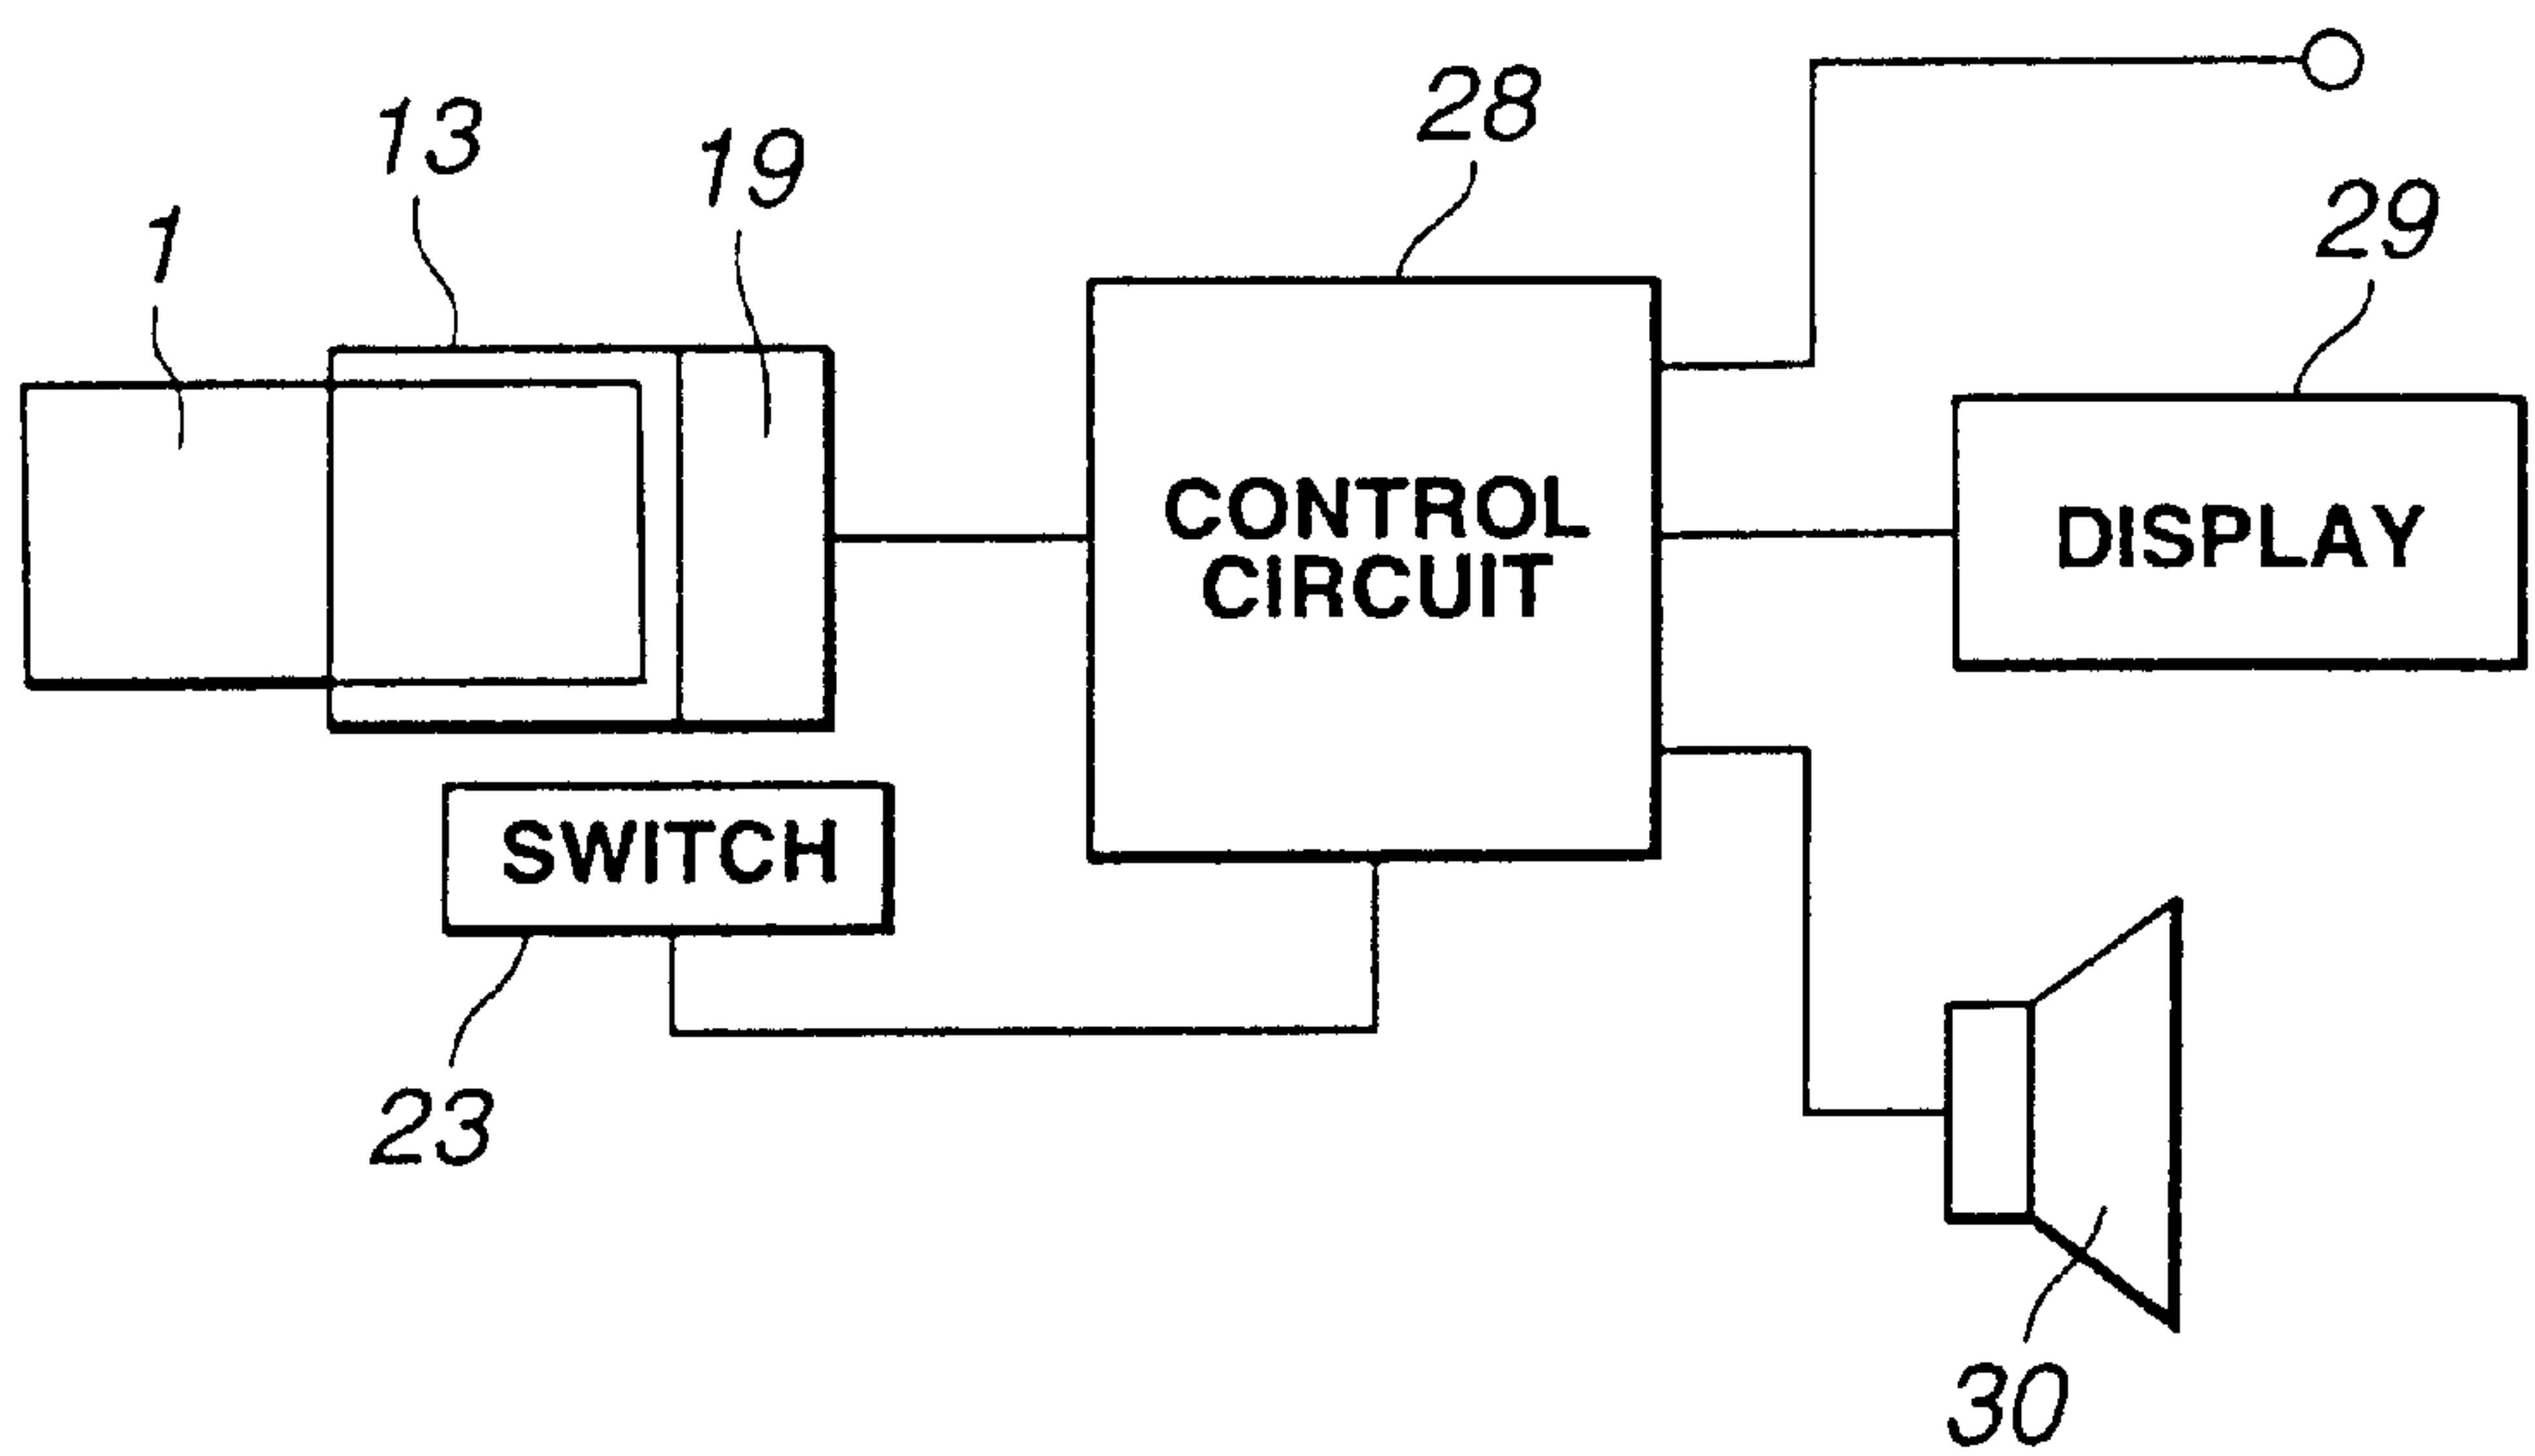 1
13
19
28
29
CONTROL
CIRCUIT
DISPLAY
SWITCH
23
30